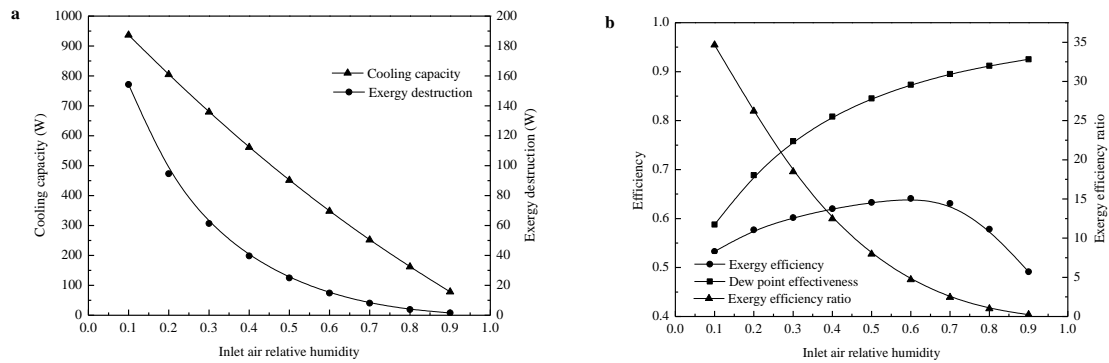 a
1000
900
800
700
600
500
400
300
200
100
0
Cooling capacity (W)
200
180
160
140
120
100
80
60
40
20
0
Exergy destruction (W)
Cooling capacity
Exergy destruction
0.0 0.1 0.2 0.3 0.4 0.5 0.6 0.7 0.8 0.9 1.0
Inlet air relative humidity
b
1.0
0.9
0.8
0.7
0.6
0.5
0.4
Efficiency
35
30
25
20
15
10
5
0
Exergy efficiency ratio
Exergy efficiency
Dew point effectiveness
Exergy efficiency ratio
0.0 0.1 0.2 0.3 0.4 0.5 0.6 0.7 0.8 0.9 1.0
Inlet air relative humidity